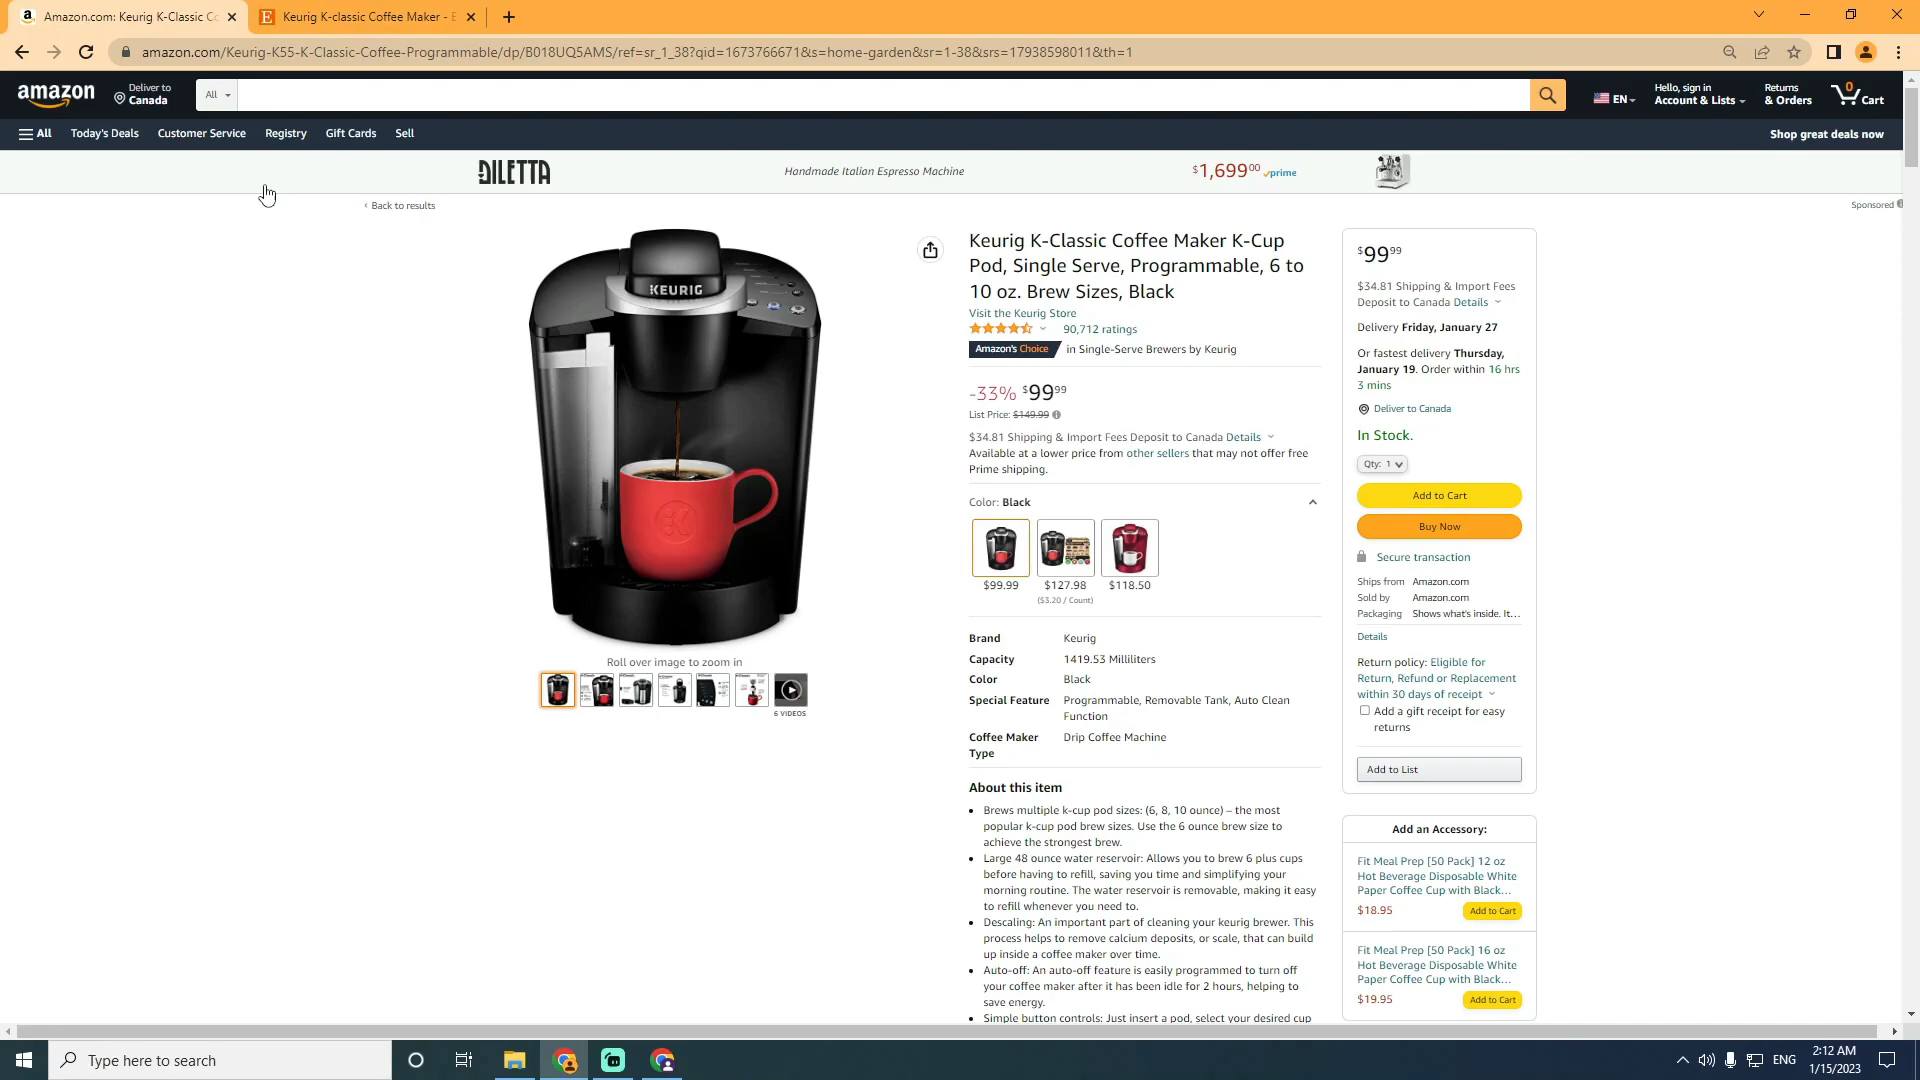 Amazon.com: Keurig K-Classic Co
Keurig K-classic Coffee Maker - E
amazon.com/Keurig-K55-K-Classic-Coffee-Programmable/dp/B018UQ5AMS/ref=sr_1_38?qid=1673766671&s=home-garden&sr=1-38&srs=17938598011&th=1
amazon
Deliver to
Canada
All
EN
Hello, sign in
Account & Lists
Returns
& Orders
0
Cart
All
Today's Deals
Customer Service
Registry
Gift Cards
Sell
Shop great deals now
DILETTA
Handmade Italian Espresso Machine
$1,699.00 prime
‹ Back to results
Sponsored
KEURIG
Roll over image to zoom in
6 VIDEOS
Keurig K-Classic Coffee Maker K-Cup
Pod, Single Serve, Programmable, 6 to
10 oz. Brew Sizes, Black
Visit the Keurig Store
90,712 ratings
Amazon's Choice in Single-Serve Brewers by Keurig
-33% $99 99
List Price: $149.99
$34.81 Shipping & Import Fees Deposit to Canada Details
Available at a lower price from other sellers that may not offer free
Prime shipping.
Color: Black
$99.99
$127.98
($3.20 / Count)
$118.50
Brand Keurig
Capacity 1419.53 Milliliters
Color Black
Special Feature Programmable, Removable Tank, Auto Clean
Function
Coffee Maker Drip Coffee Machine
Type
About this item
• Brews multiple k-cup pod sizes: (6, 8, 10 ounce) – the most
popular k-cup pod brew sizes. Use the 6 ounce brew size to
achieve the strongest brew.
• Large 48 ounce water reservoir: Allows you to brew 6 plus cups
before having to refill, saving you time and simplifying your
morning routine. The water reservoir is removable, making it easy
to refill whenever you need to.
• Descaling: An important part of cleaning your keurig brewer. This
process helps to remove calcium deposits, or scale, that can build
up inside a coffee maker over time.
• Auto-off: An auto-off feature is easily programmed to turn off
your coffee maker after it has been idle for 2 hours, helping to
save energy.
• Simple button controls: Just insert a pod, select your desired cup
$99 99
$34.81 Shipping & Import Fees
Deposit to Canada Details
Delivery Friday, January 27
Or fastest delivery Thursday,
January 19. Order within 16 hrs
3 mins
Deliver to Canada
In Stock.
Qty: 1
Add to Cart
Buy Now
Secure transaction
Ships from Amazon.com
Sold by Amazon.com
Packaging Shows what's inside. It...
Details
Return policy: Eligible for
Return, Refund or Replacement
within 30 days of receipt
Add a gift receipt for easy
returns
Add to List
Add an Accessory:
Fit Meal Prep [50 Pack] 12 oz
Hot Beverage Disposable White
Paper Coffee Cup with Black...
$18.95
Add to Cart
Fit Meal Prep [50 Pack] 16 oz
Hot Beverage Disposable White
Paper Coffee Cup with Black...
$19.95
Add to Cart
Type here to search
ENG
2:12 AM
1/15/2023